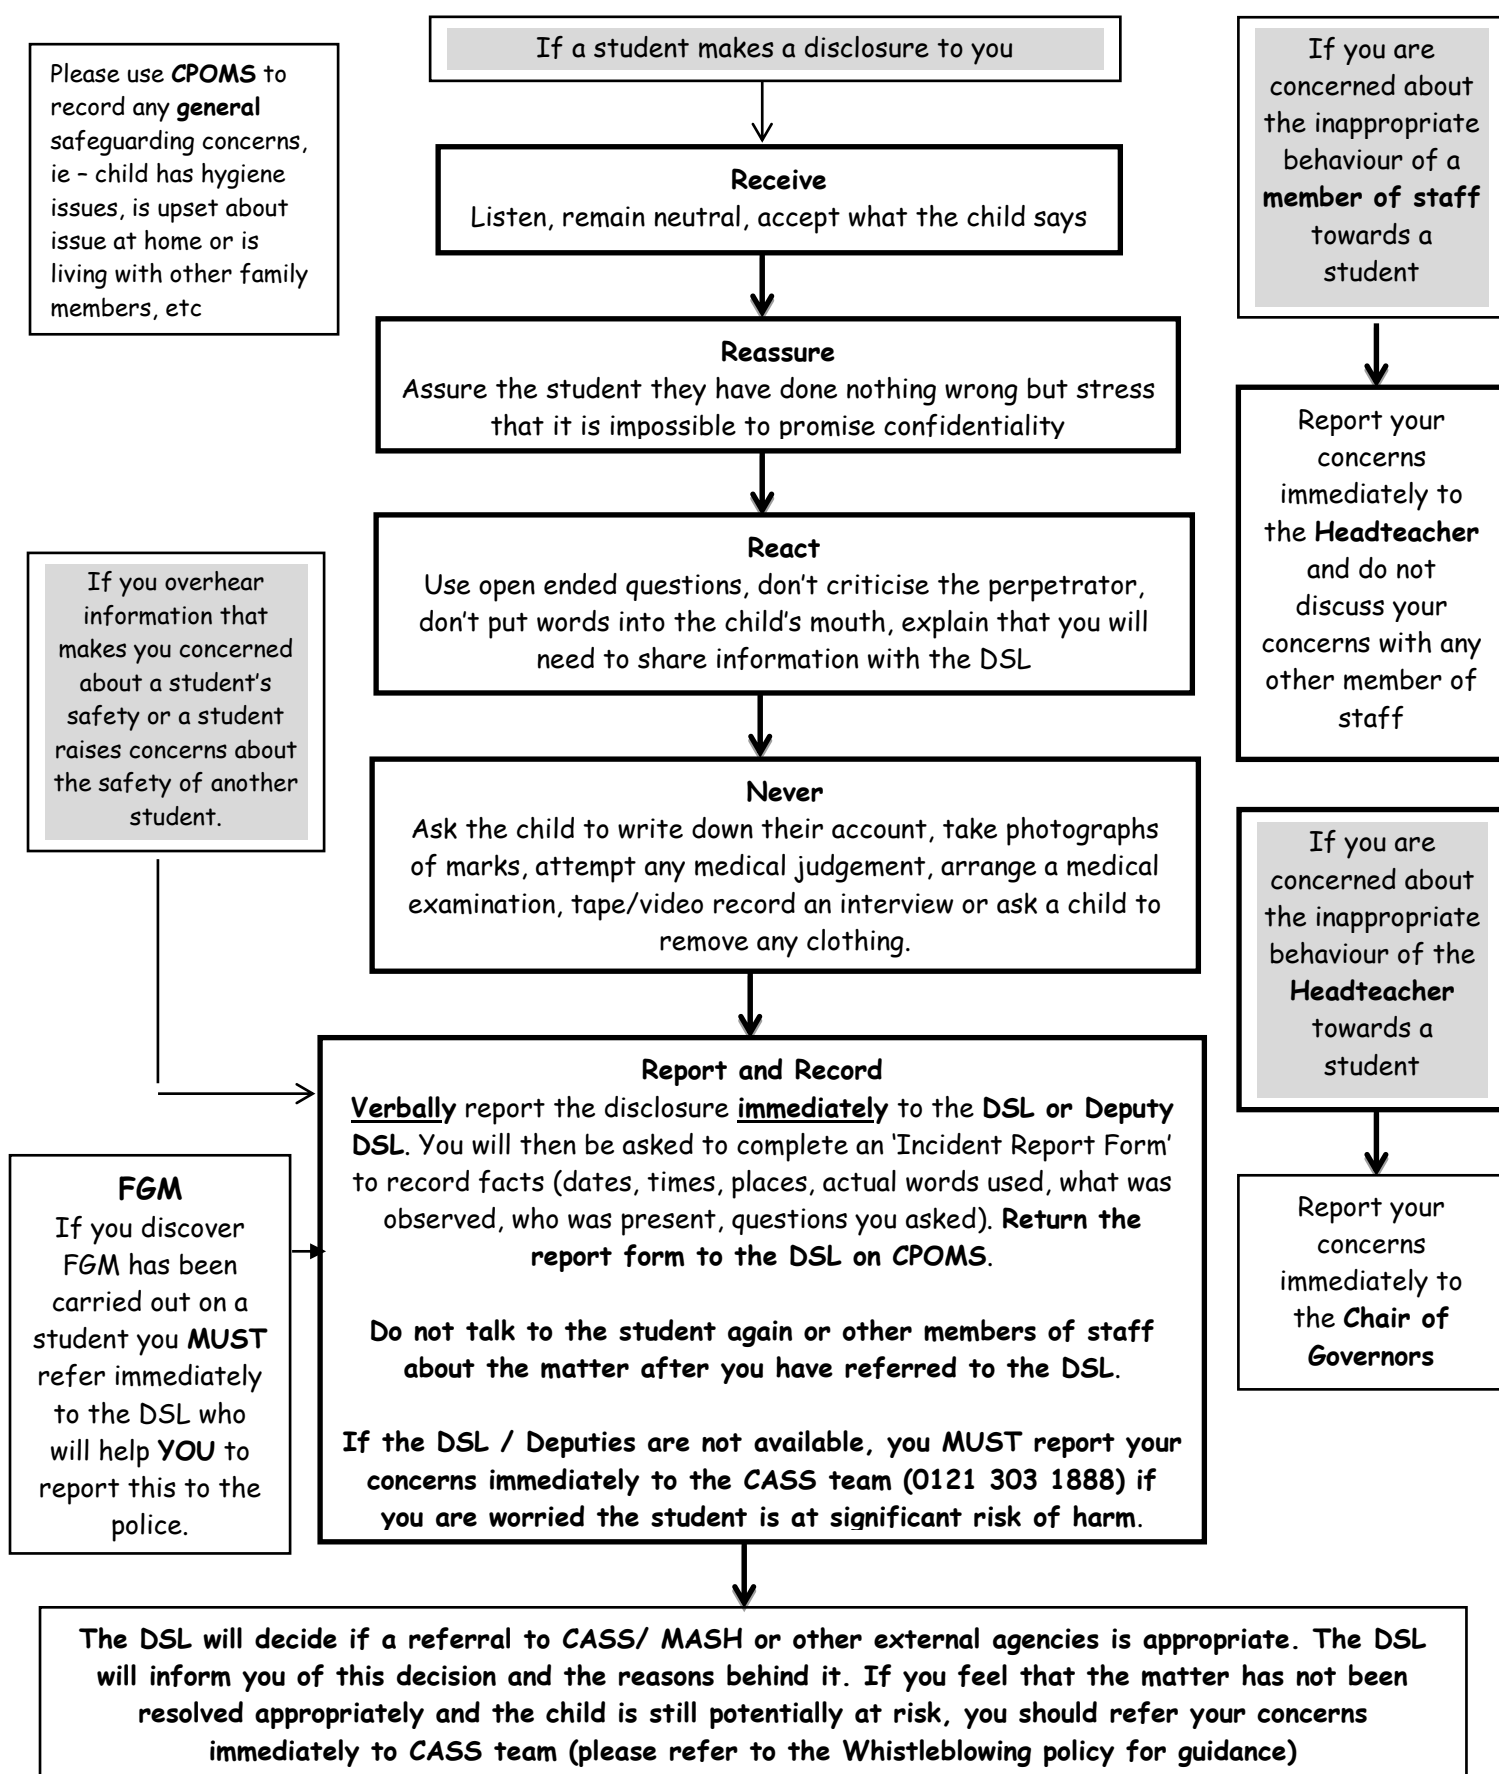 If a student makes a disclosure to you
Please use CPOMS to
record any general
safeguarding concerns,
ie – child has hygiene
issues, is upset about
issue at home or is
living with other family
members, etc
Receive
Listen, remain neutral, accept what the child says
Reassure
Assure the student they have done nothing wrong but stress
that it is impossible to promise confidentiality
React
Use open ended questions, don't criticise the perpetrator,
don't put words into the child's mouth, explain that you will
need to share information with the DSL
Never
Ask the child to write down their account, take photographs
of marks, attempt any medical judgement, arrange a medical
examination, tape/video record an interview or ask a child to
remove any clothing.
If you overhear
information that
makes you concerned
about a student's
safety or a student
raises concerns about
the safety of another
student.
FGM
If you discover
FGM has been
carried out on a
student you MUST
refer immediately
to the DSL who
will help YOU to
report this to the
police.
Report and Record
Verbally report the disclosure immediately to the DSL or Deputy
DSL. You will then be asked to complete an 'Incident Report Form'
to record facts (dates, times, places, actual words used, what was
observed, who was present, questions you asked). Return the
report form to the DSL on CPOMS.
Do not talk to the student again or other members of staff
about the matter after you have referred to the DSL.
If the DSL / Deputies are not available, you MUST report your
concerns immediately to the CASS team (0121 303 1888) if
you are worried the student is at significant risk of harm.
If you are
concerned about
the inappropriate
behaviour of a
member of staff
towards a
student
Report your
concerns
immediately to
the Headteacher
and do not
discuss your
concerns with any
other member of
staff
If you are
concerned about
the inappropriate
behaviour of the
Headteacher
towards a
student
Report your
concerns
immediately to
the Chair of
Governors
The DSL will decide if a referral to CASS/ MASH or other external agencies is appropriate. The DSL
will inform you of this decision and the reasons behind it. If you feel that the matter has not been
resolved appropriately and the child is still potentially at risk, you should refer your concerns
immediately to CASS team (please refer to the Whistleblowing policy for guidance)